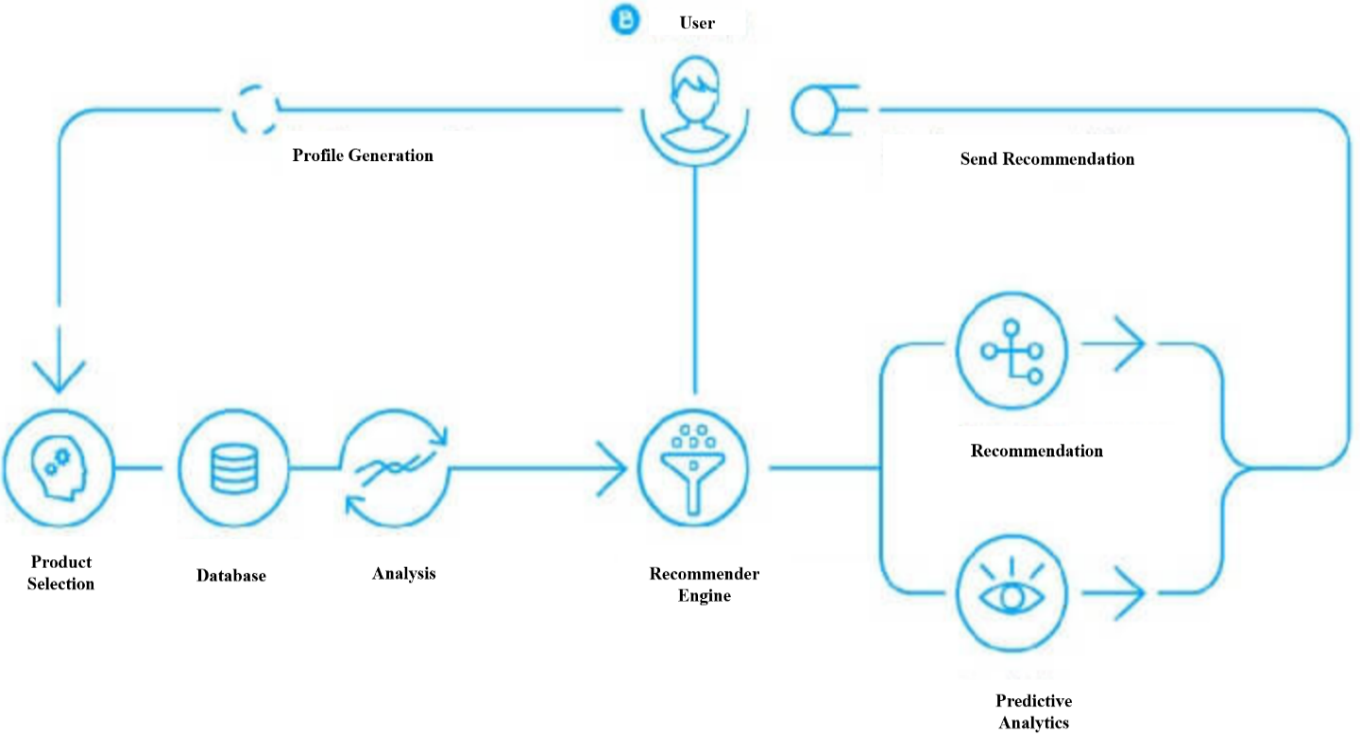 B
User
Profile Generation
Send Recommendation
Recommendation
Product
Selection
Database
Analysis
Recommender
Engine
Predictive
Analytics